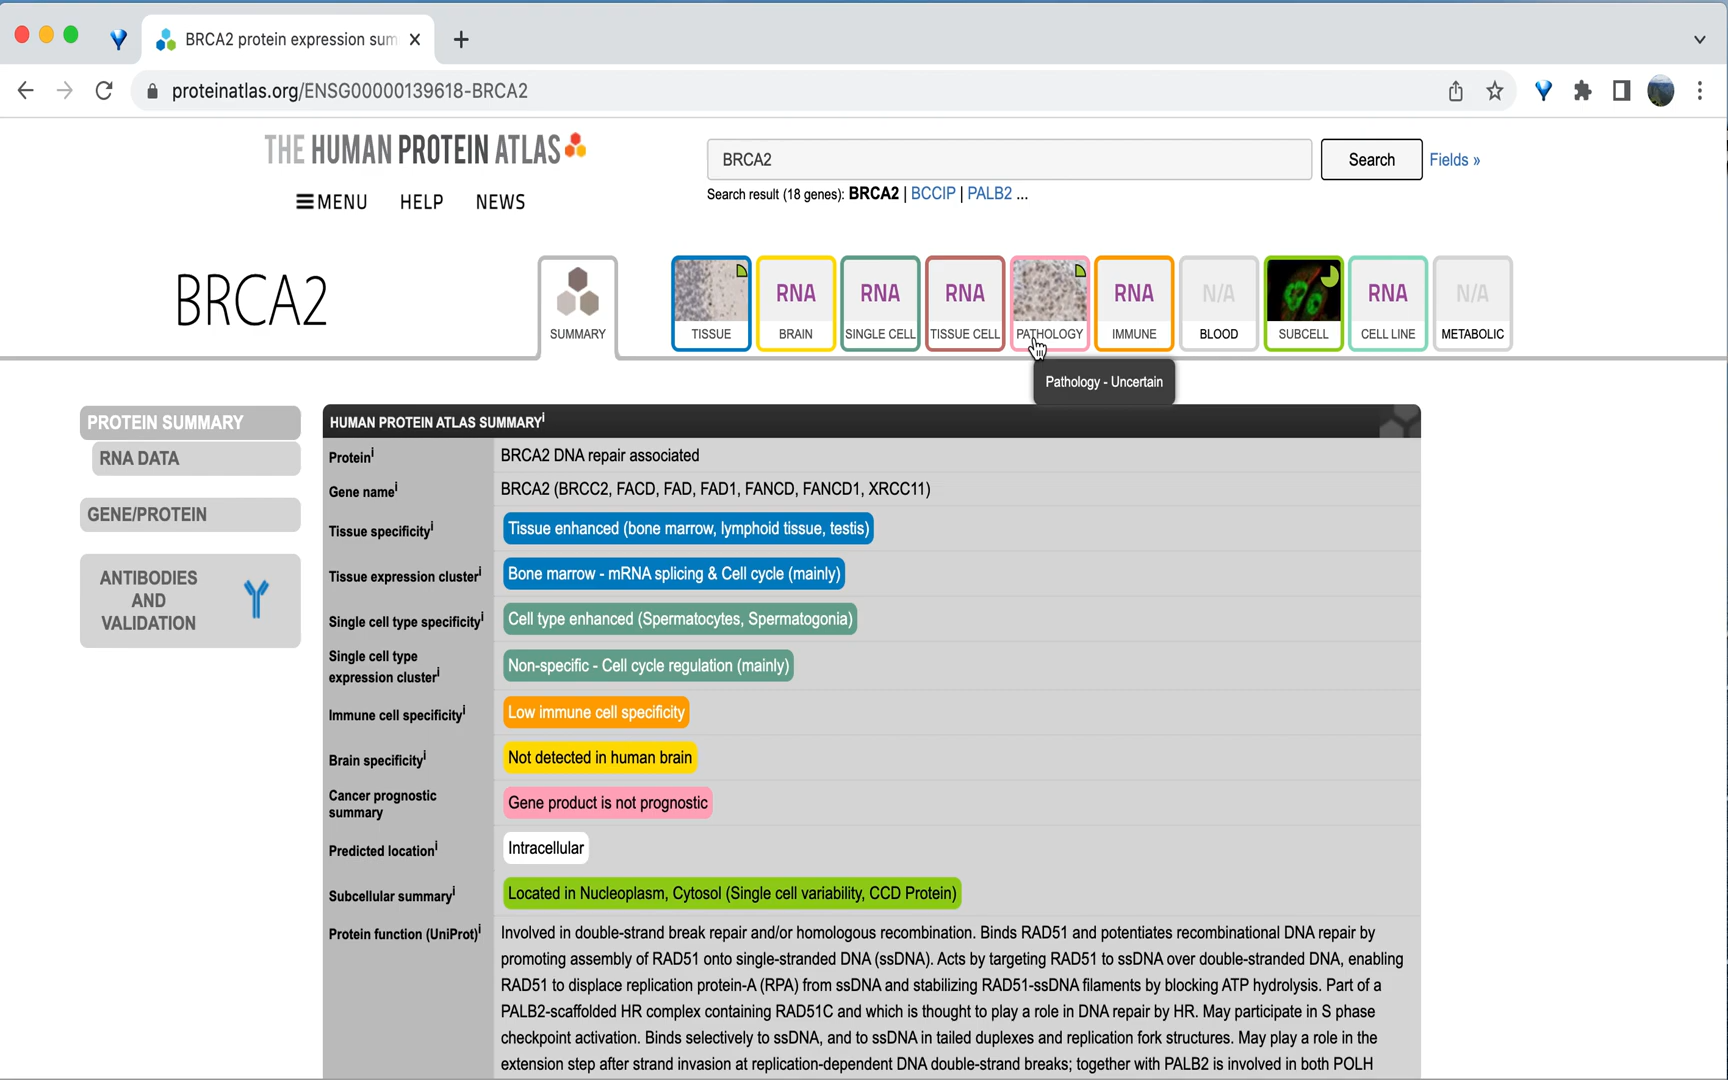 BRCA2 protein expression sum
proteinatlas.org/ENSG00000139618-BRCA2
THE HUMAN PROTEIN ATLAS
MENU HELP NEWS
BRCA2
Search
Fields »
Search result (18 genes): BRCA2 | BCCIP | PALB2 ...
BRCA2
SUMMARY
TISSUE
RNA
BRAIN
RNA
SINGLE CELL
RNA
TISSUE CELL
PATHOLOGY
RNA
IMMUNE
N/A
BLOOD
SUBCELL
RNA
CELL LINE
N/A
METABOLIC
Pathology - Uncertain
PROTEIN SUMMARY
RNA DATA
GENE/PROTEIN
ANTIBODIES
AND
VALIDATION
HUMAN PROTEIN ATLAS SUMMARYi
Proteini BRCA2 DNA repair associated
Gene namei BRCA2 (BRCC2, FACD, FAD, FAD1, FANCD, FANCD1, XRCC11)
Tissue specificityi Tissue enhanced (bone marrow, lymphoid tissue, testis)
Tissue expression clusteri Bone marrow - mRNA splicing & Cell cycle (mainly)
Single cell type specificityi Cell type enhanced (Spermatocytes, Spermatogonia)
Single cell type
expression clusteri
Non-specific - Cell cycle regulation (mainly)
Immune cell specificityi Low immune cell specificity
Brain specificityi Not detected in human brain
Cancer prognostic
summary
Gene product is not prognostic
Predicted locationi Intracellular
Subcellular summaryi Located in Nucleoplasm, Cytosol (Single cell variability, CCD Protein)
Protein function (UniProt)i Involved in double-strand break repair and/or homologous recombination. Binds RAD51 and potentiates recombinational DNA repair by
promoting assembly of RAD51 onto single-stranded DNA (ssDNA). Acts by targeting RAD51 to ssDNA over double-stranded DNA, enabling
RAD51 to displace replication protein-A (RPA) from ssDNA and stabilizing RAD51-ssDNA filaments by blocking ATP hydrolysis. Part of a
PALB2-scaffolded HR complex containing RAD51C and which is thought to play a role in DNA repair by HR. May participate in S phase
checkpoint activation. Binds selectively to ssDNA, and to ssDNA in tailed duplexes and replication fork structures. May play a role in the
extension step after strand invasion at replication-dependent DNA double-strand breaks; together with PALB2 is involved in both POLH